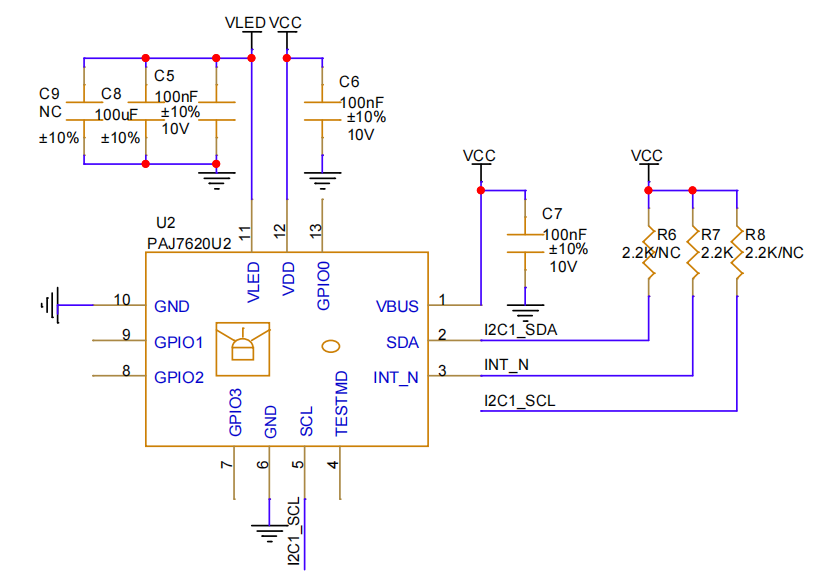 VLED VCC
C9
NC
±10%
C8
100uF
±10%
C5
100nF
±10%
10V
C6
100nF
±10%
10V
VCC
VCC
C7
100nF
±10%
10V
R6
2.2K/NC
R7
2.2K
R8
2.2K/NC
U2
PAJ7620U2
11
12
13
VLED
VDD
GPIO0
10
GND
9
GPIO1
8
GPIO2
VBUS
1
SDA
2
INT_N
3
I2C1_SDA
INT_N
I2C1_SCL
GPIO3
GND
SCL
TESTMD
7
6
5
4
I2C1_SCL